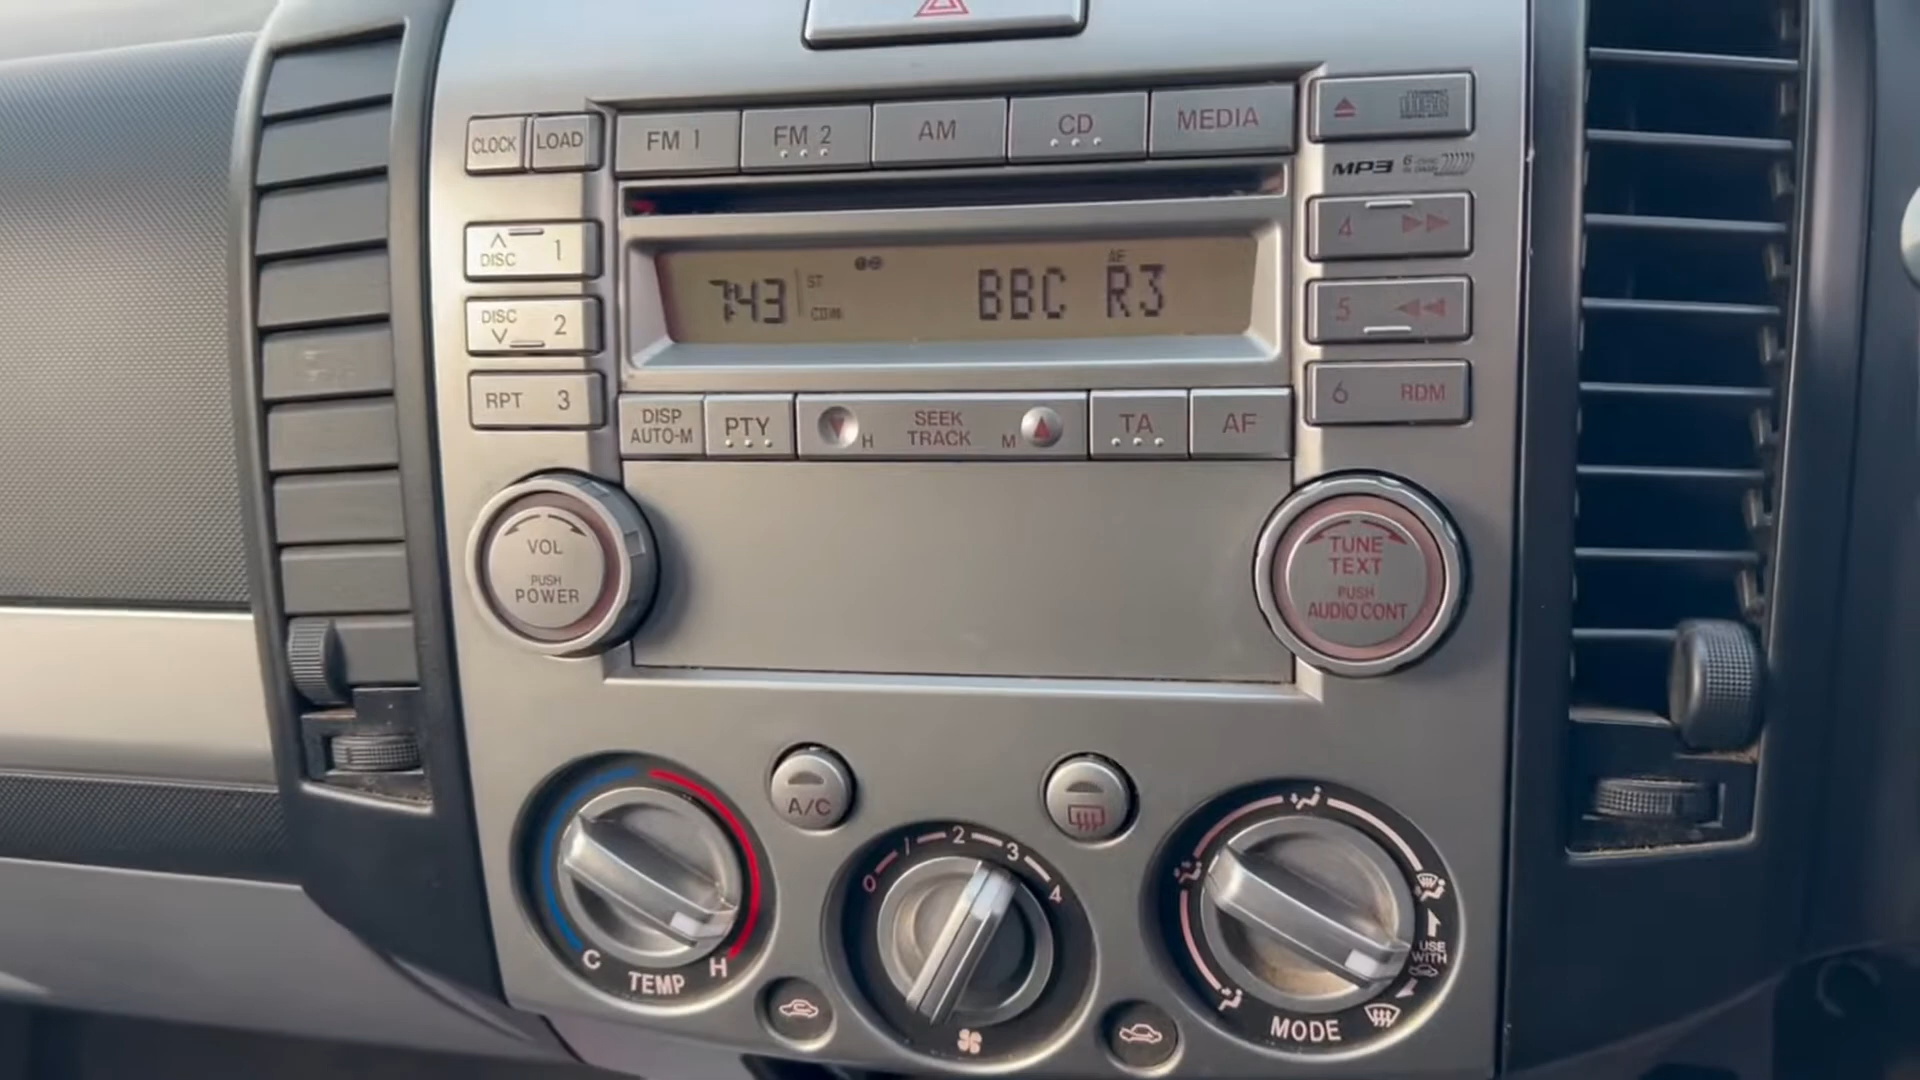 CLOCK
LOAD
FM 1
FM 2
AM
CD
MEDIA
MP3
DISC 1
DISC 2
RPT 3
4
5
6 RDM
7:43
ST
AF
BBC R3
DISP
AUTO-M
PTY
H
SEEK
TRACK
M
TA
AF
VOL
PUSH
POWER
TUNE
TEXT
PUSH
AUDIO CONT
A/C
C
TEMP
H
0 1 2 3 4
USE
WITH
MODE